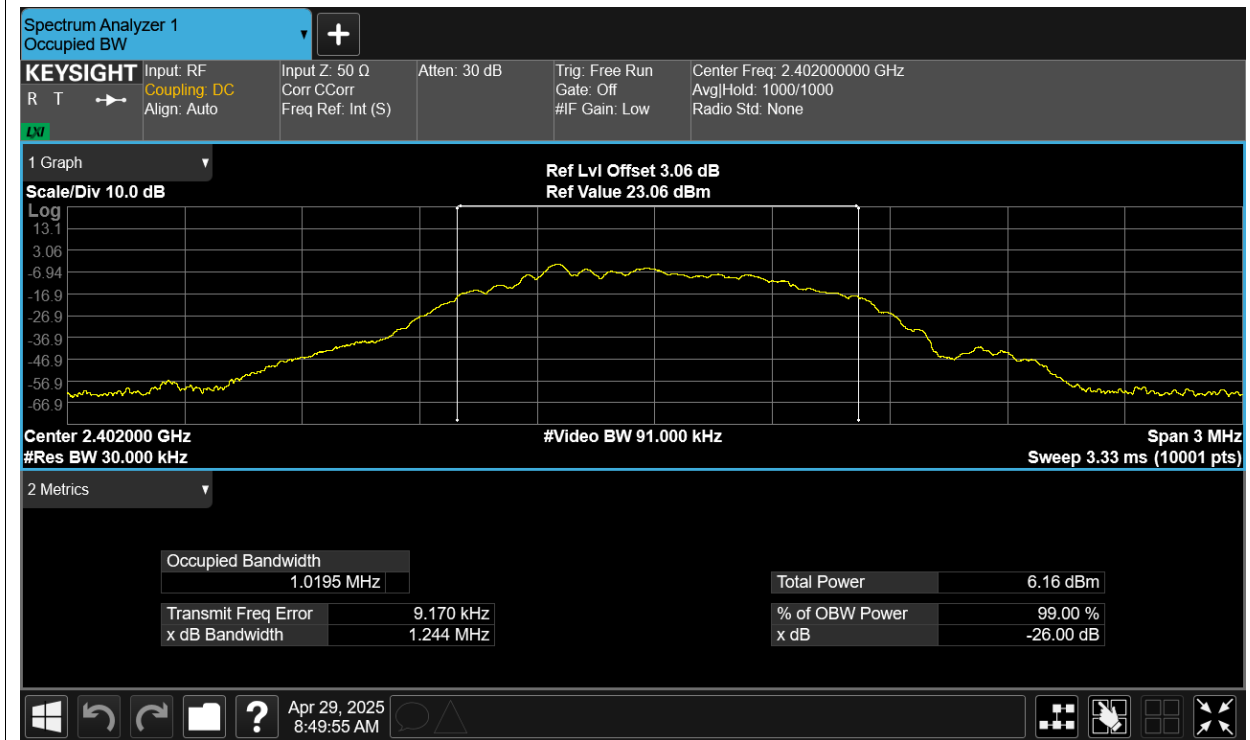 Spectrum Analyzer 1
Occupied BW
KEYSIGHT
R T
LXI
Input: RF
Coupling: DC
Align: Auto
Input Z: 50 Ω
Corr CCorr
Freq Ref: Int (S)
Atten: 30 dB
Trig: Free Run
Gate: Off
#IF Gain: Low
Center Freq: 2.402000000 GHz
Avg|Hold: 1000/1000
Radio Std: None
1 Graph
Scale/Div 10.0 dB
Ref Lvl Offset 3.06 dB
Ref Value 23.06 dBm
Log
13.1
3.06
-6.94
-16.9
-26.9
-36.9
-46.9
-56.9
-66.9
Center 2.402000 GHz
#Video BW 91.000 kHz
Span 3 MHz
#Res BW 30.000 kHz
Sweep 3.33 ms (10001 pts)
2 Metrics
Occupied Bandwidth
1.0195 MHz
Total Power 6.16 dBm
Transmit Freq Error 9.170 kHz
% of OBW Power 99.00 %
x dB Bandwidth 1.244 MHz
x dB -26.00 dB
?
Apr 29, 2025
8:49:55 AM